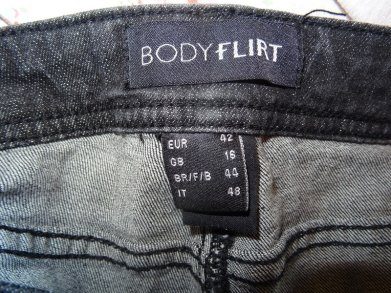 BODYFLIRT
EUR 42
GB 16
BR/F/B 44
IT 48